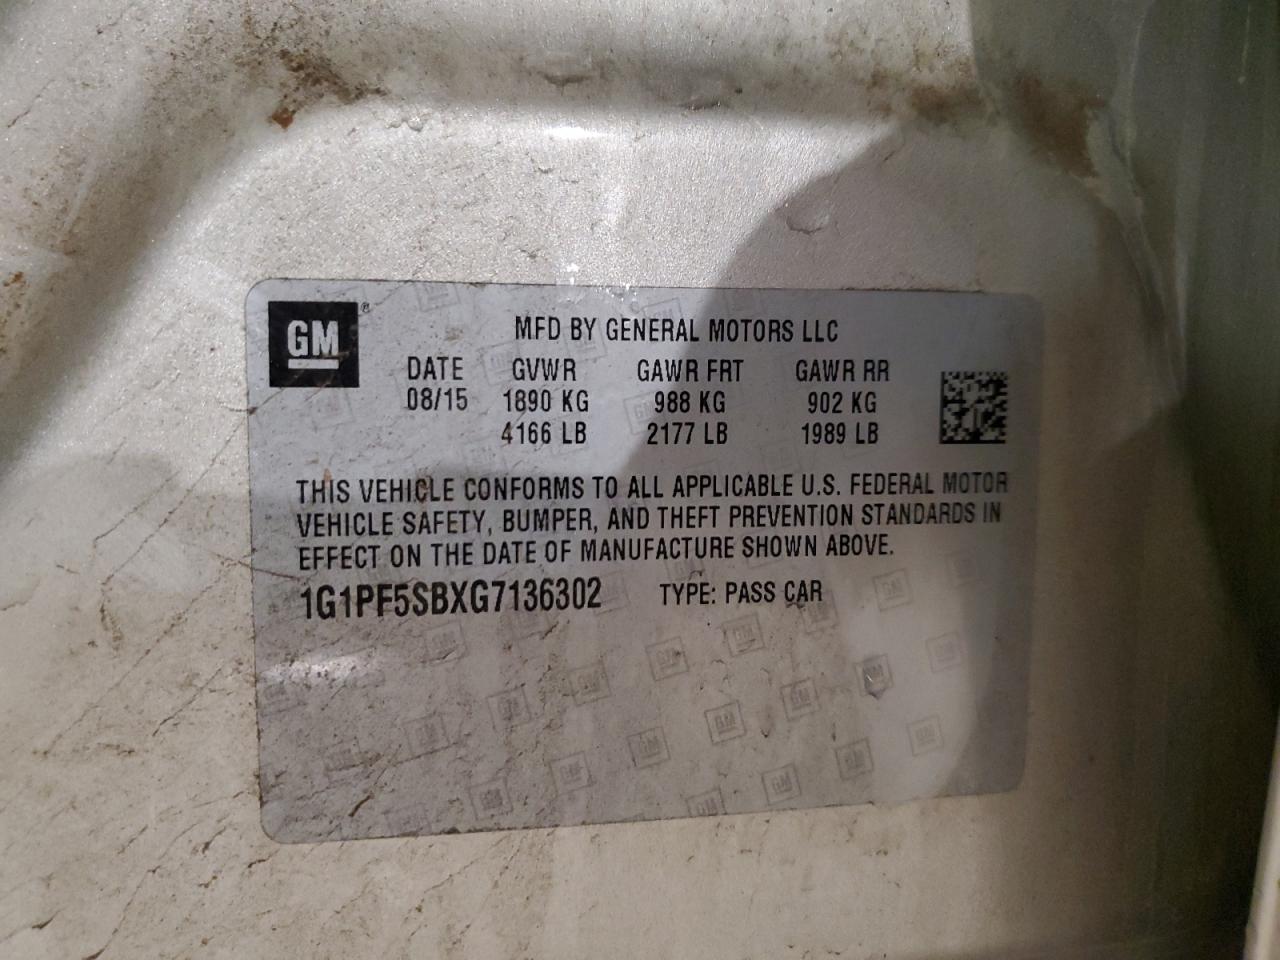 GM ®
MFD BY GENERAL MOTORS LLC
DATE GVWR GAWR FRT GAWR RR
08/15 1890 KG 988 KG 902 KG
4166 LB 2177 LB 1989 LB
THIS VEHICLE CONFORMS TO ALL APPLICABLE U.S. FEDERAL MOTOR
VEHICLE SAFETY, BUMPER, AND THEFT PREVENTION STANDARDS IN
EFFECT ON THE DATE OF MANUFACTURE SHOWN ABOVE.
1G1PF5SBXG7136302 TYPE: PASS CAR